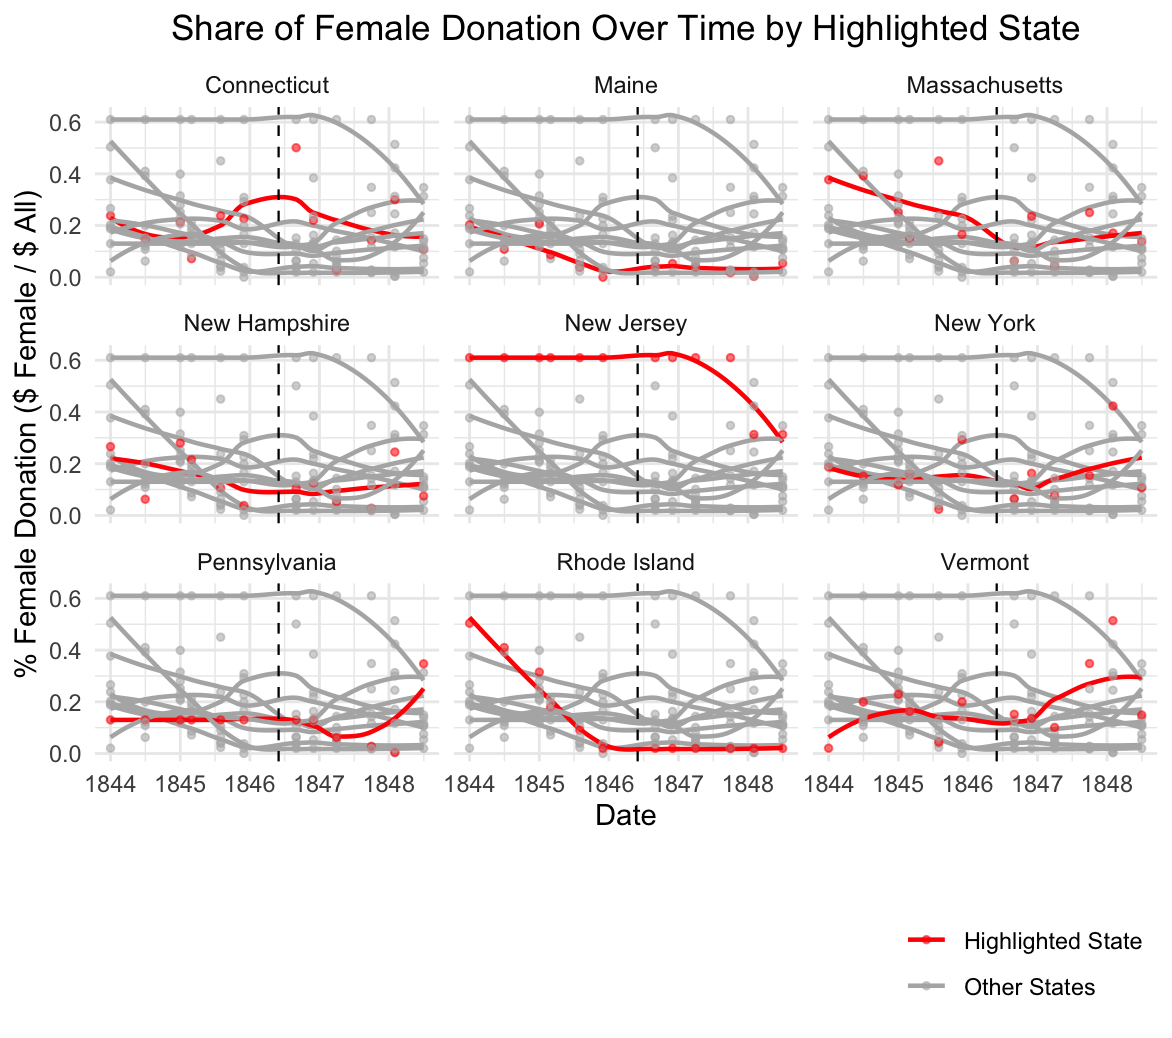 Share of Female Donation Over Time by Highlighted State
Connecticut Maine Massachusetts
0.6
0.4
0.2
0.0
New Hampshire New Jersey New York
0.6
0.4
0.2
0.0
Pennsylvania Rhode Island Vermont
0.6
0.4
0.2
0.0
1844 1845 1846 1847 1848 1844 1845 1846 1847 1848 1844 1845 1846 1847 1848
% Female Donation ($ Female / $ All)
Date
Highlighted State
Other States